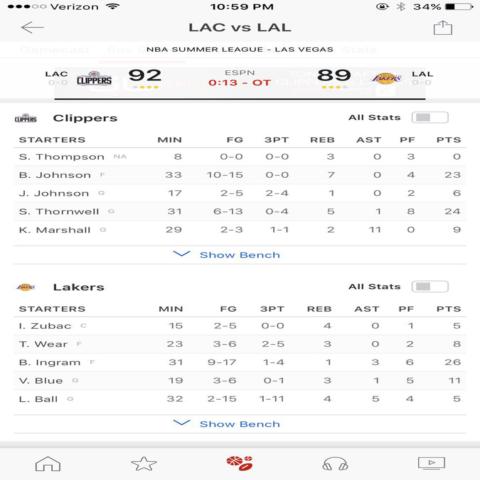 Verizon 10:59 PM 34%
LAC vs LAL
NBA SUMMER LEAGUE - LAS VEGAS
LAC 0-0 CLIPPERS 92 ESPN 0:13 - OT 89 LAKERS LAL 0-0
Clippers All Stats
STARTERS MIN FG 3PT REB AST PF PTS
S. Thompson NA 8 0-0 0-0 3 0 3 0
B. Johnson F 33 10-15 0-0 7 0 4 23
J. Johnson G 17 2-5 2-4 1 0 2 6
S. Thornwell G 31 6-13 0-4 5 1 8 24
K. Marshall G 29 2-3 1-1 2 11 0 9
Show Bench
Lakers All Stats
STARTERS MIN FG 3PT REB AST PF PTS
I. Zubac C 15 2-5 0-0 4 0 1 5
T. Wear F 23 3-6 2-5 3 0 2 8
B. Ingram F 31 9-17 1-4 1 3 6 26
V. Blue G 19 3-6 0-1 3 1 5 11
L. Ball G 32 2-15 1-11 4 5 4 5
Show Bench